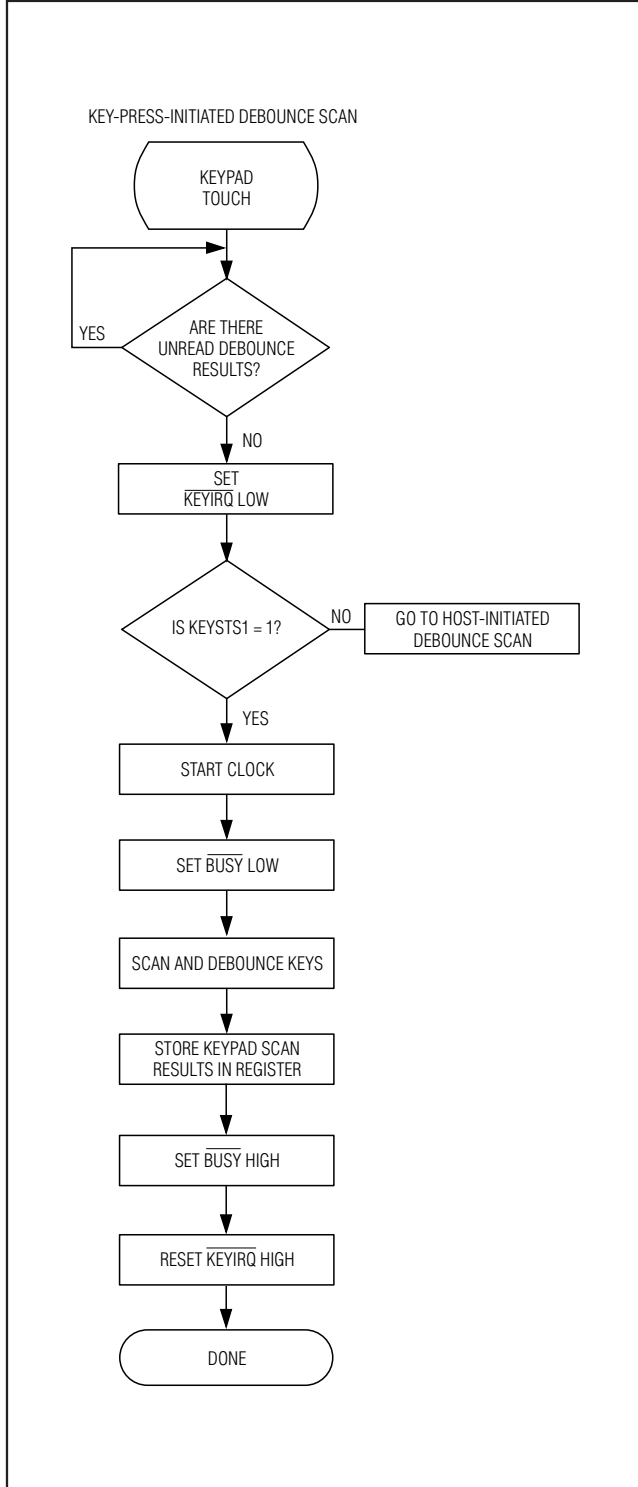 KEY-PRESS-INITIATED DEBOUNCE SCAN
KEYPAD
TOUCH
YES
ARE THERE
UNREAD DEBOUNCE
RESULTS?
NO
SET
KEYIRQ LOW
IS KEYSTS1 = 1?
NO
GO TO HOST-INITIATED
DEBOUNCE SCAN
YES
START CLOCK
SET BUSY LOW
SCAN AND DEBOUNCE KEYS
STORE KEYPAD SCAN
RESULTS IN REGISTER
SET BUSY HIGH
RESET KEYIRQ HIGH
DONE